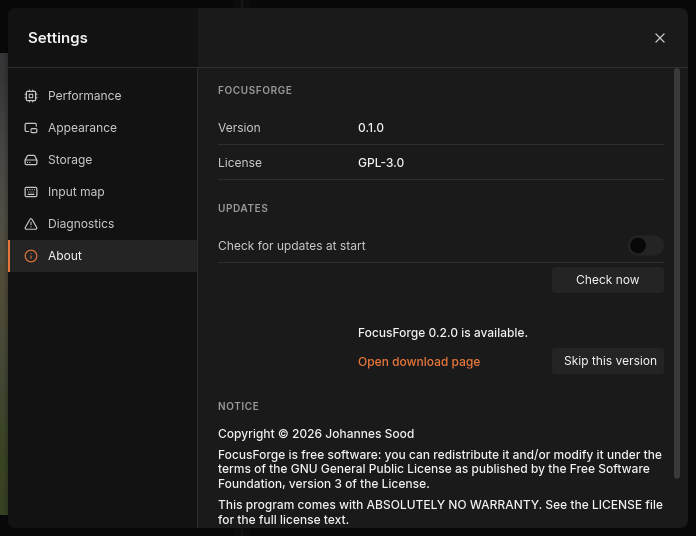 Settings
Performance
Appearance
Storage
Input map
Diagnostics
About
FOCUSFORGE
Version 0.1.0
License GPL-3.0
UPDATES
Check for updates at start
Check now
FocusForge 0.2.0 is available.
Open download page Skip this version
NOTICE
Copyright © 2026 Johannes Sood
FocusForge is free software: you can redistribute it and/or modify it under the
terms of the GNU General Public License as published by the Free Software
Foundation, version 3 of the License.
This program comes with ABSOLUTELY NO WARRANTY. See the LICENSE file
for the full license text.